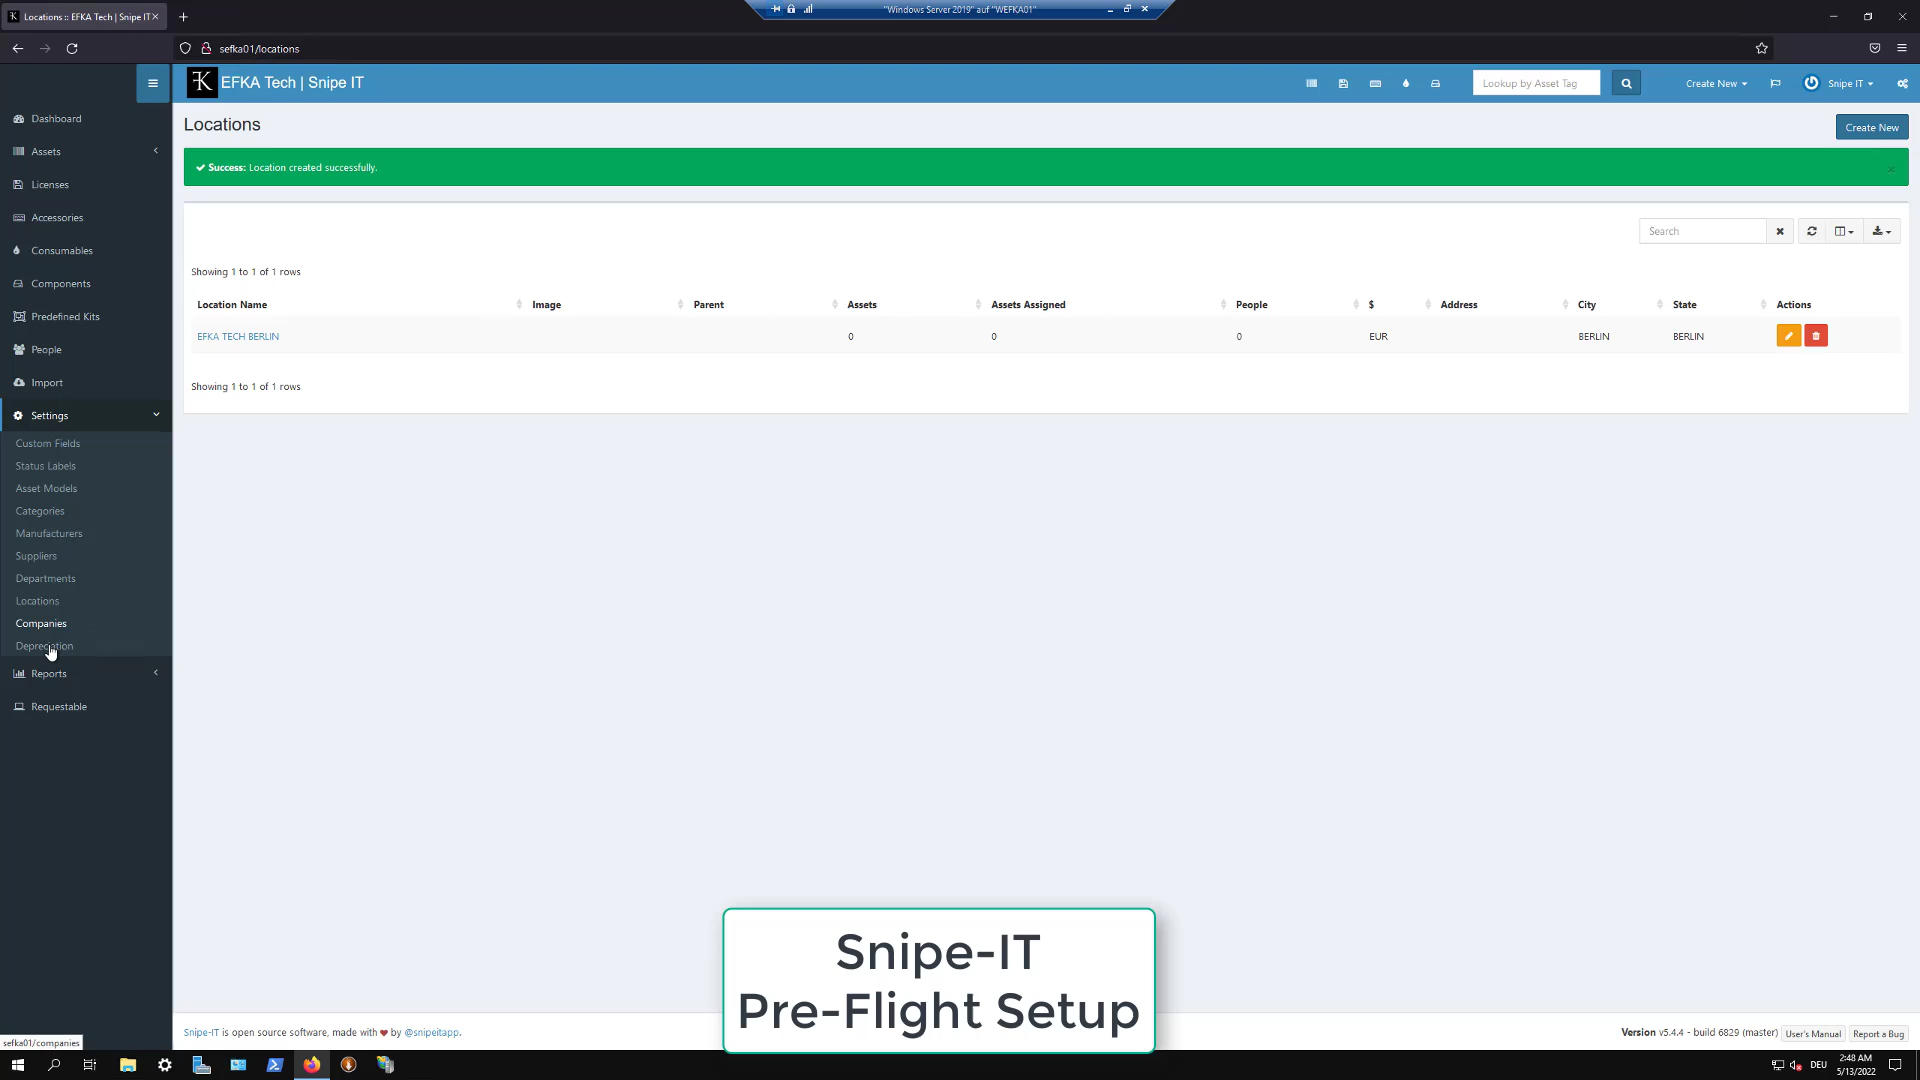 Locations :: EFKA Tech | Snipe IT
"Windows Server 2019" auf "WEFKA01"
sefka01/locations
EFKA Tech | Snipe IT
Lookup by Asset Tag
Create New
Snipe IT
Dashboard
Assets
Licenses
Accessories
Consumables
Components
Predefined Kits
People
Import
Settings
Custom Fields
Status Labels
Asset Models
Categories
Manufacturers
Suppliers
Departments
Locations
Companies
Depreciation
Reports
Requestable
Locations
Create New
Success: Location created successfully.
Search
Showing 1 to 1 of 1 rows
Location Name Image Parent Assets Assets Assigned People $ Address City State Actions
EFKA TECH BERLIN 0 0 0 EUR BERLIN BERLIN
Showing 1 to 1 of 1 rows
Snipe-IT
Pre-Flight Setup
Snipe-IT is open source software, made with ❤ by @snipeitapp.
Version v5.4.4 - build 6829 (master) User's Manual Report a Bug
sefka01/companies
DEU
2:48 AM
5/13/2022